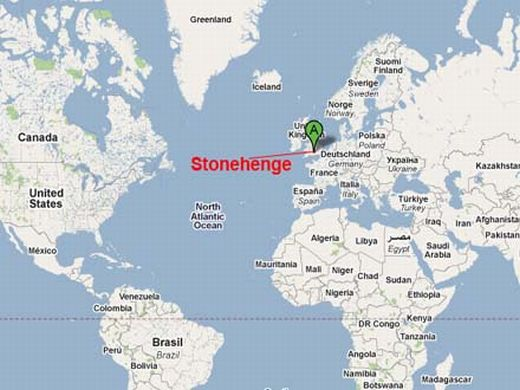 Greenland
Iceland
Suomi
Finland
Sverige
Sweden
Norge
Norway
Canada
A
Polska
Poland
Stonehenge
Deutschland
Germany
Україна
Ukraine
Kazakhstan
France
United
States
España
Spain
Italia
Italy
Türkiye
Turkey
North
Atlantic
Ocean
Iraq
Iran
Afghanistan
Pakistan
México
Algeria
Libya
مصر
Egypt
Saudi
Arabia
Mauritania
Mali
Niger
Chad
Sudan
Nigeria
Ethiopia
Venezuela
Colombia
Kenya
DR Congo
Tanzania
Brasil
Brazil
Perú
Bolivia
Angola
Namibia
Botswana
Madagascar